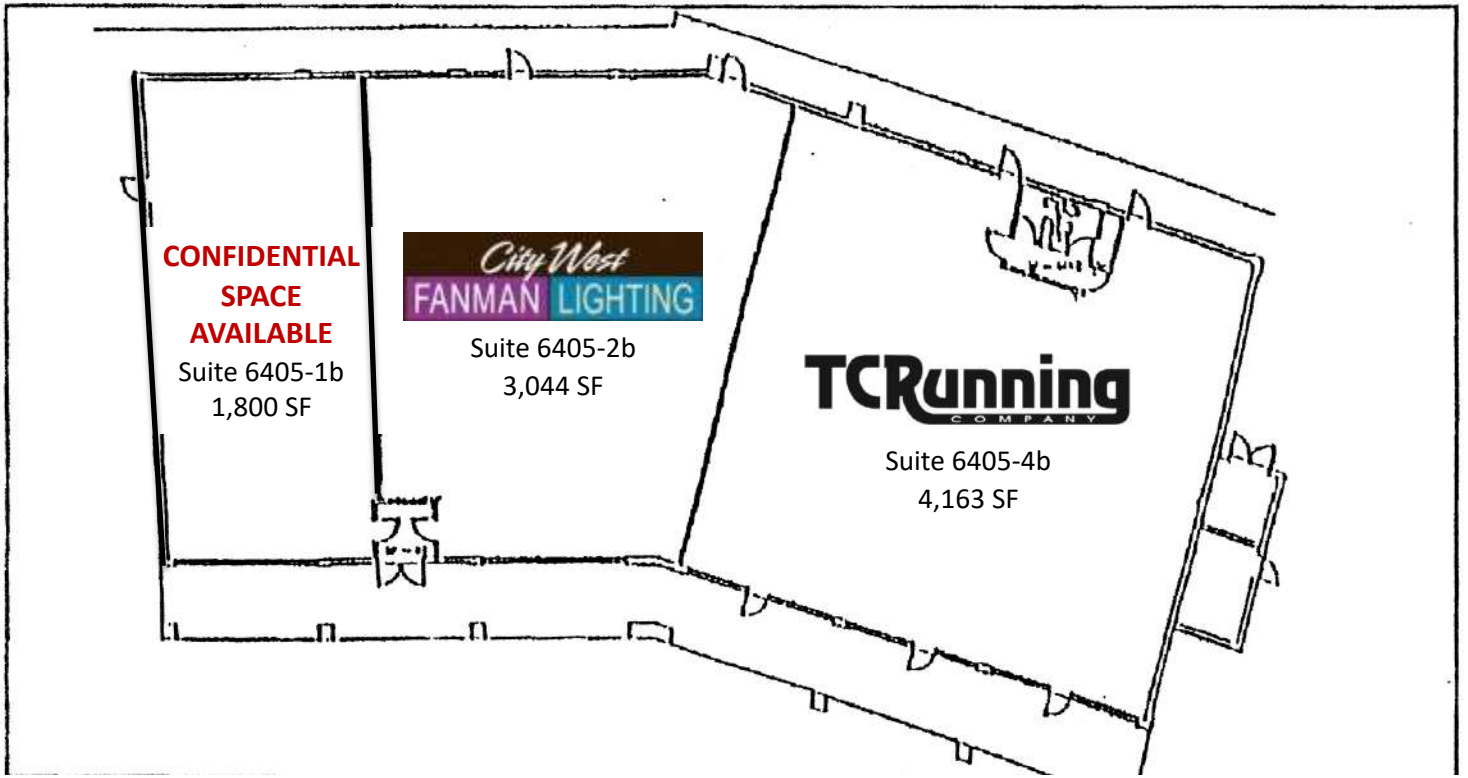 CONFIDENTIAL
SPACE
AVAILABLE
Suite 6405-1b
1,800 SF
City West
FANMAN LIGHTING
Suite 6405-2b
3,044 SF
TCRunning
COMPANY
Suite 6405-4b
4,163 SF